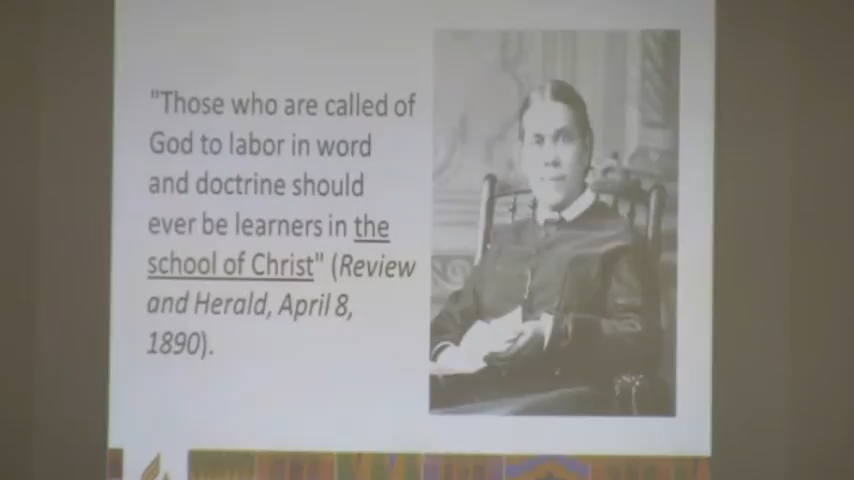 "Those who are called of
God to labor in word
and doctrine should
ever be learners in the
school of Christ" (Review
and Herald, April 8,
1890).